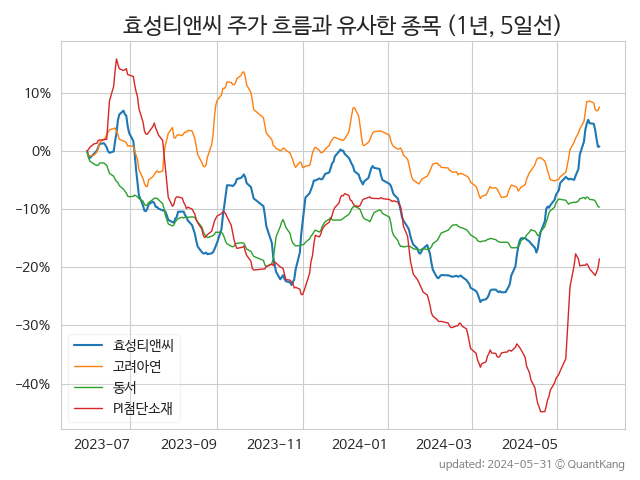 효성티앤씨 주가 흐름과 유사한 종목 (1년, 5일선)
10%
0%
−10%
−20%
−30%
−40%
효성티앤씨
고려아연
동서
PI첨단소재
2023-07
2023-09
2023-11
2024-01
2024-03
2024-05
updated: 2024-05-31 © QuantKang